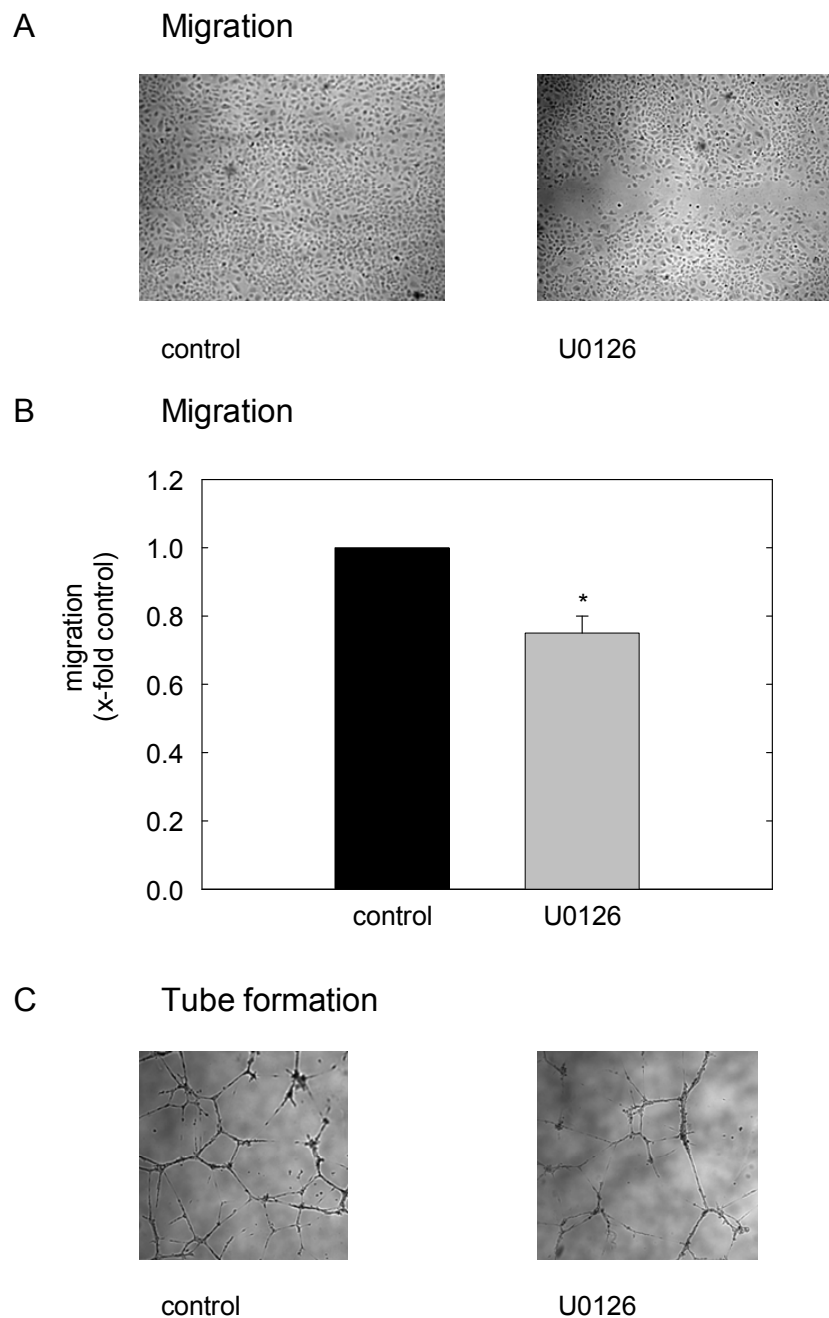 A Migration
control U0126
B Migration
1.2
1.0
0.8
0.6
0.4
0.2
0.0
migration
(x-fold control)
*
control U0126
C Tube formation
control U0126